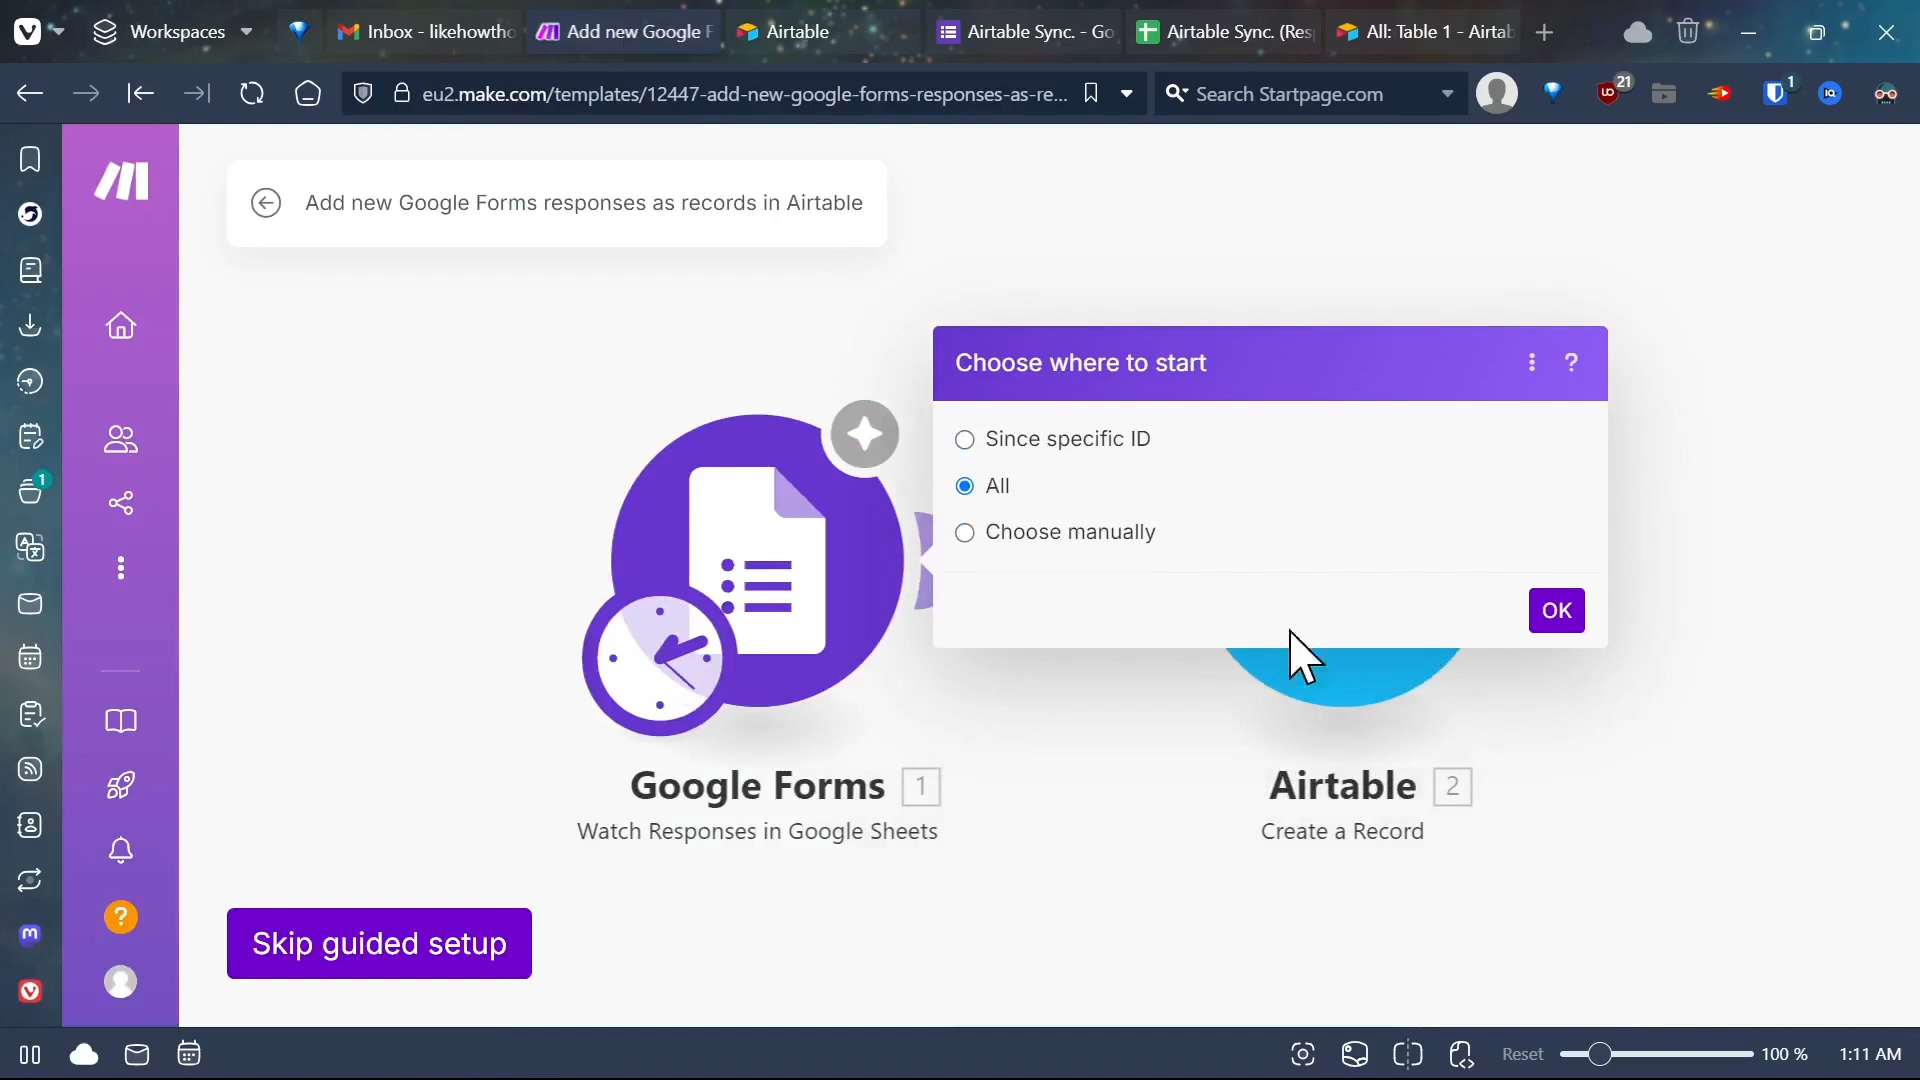 Workspaces
Inbox - likehowtho
Add new Google F
Airtable
Airtable Sync. - Go
Airtable Sync. (Res
All: Table 1 - Airtab
eu2.make.com/templates/12447-add-new-google-forms-responses-as-re...
Search Startpage.com
21
1
Add new Google Forms responses as records in Airtable
Choose where to start
?
Since specific ID
All
Choose manually
OK
1
Google Forms 1
Watch Responses in Google Sheets
Airtable 2
Create a Record
?
Skip guided setup
Reset
100 %
1:11 AM